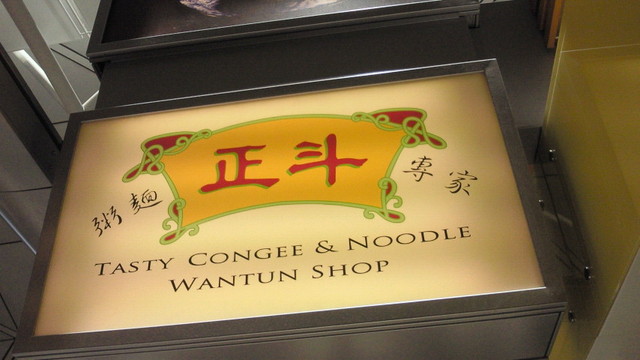 粥麵 正斗 專家
TASTY CONGEE & NOODLE
WANTUN SHOP